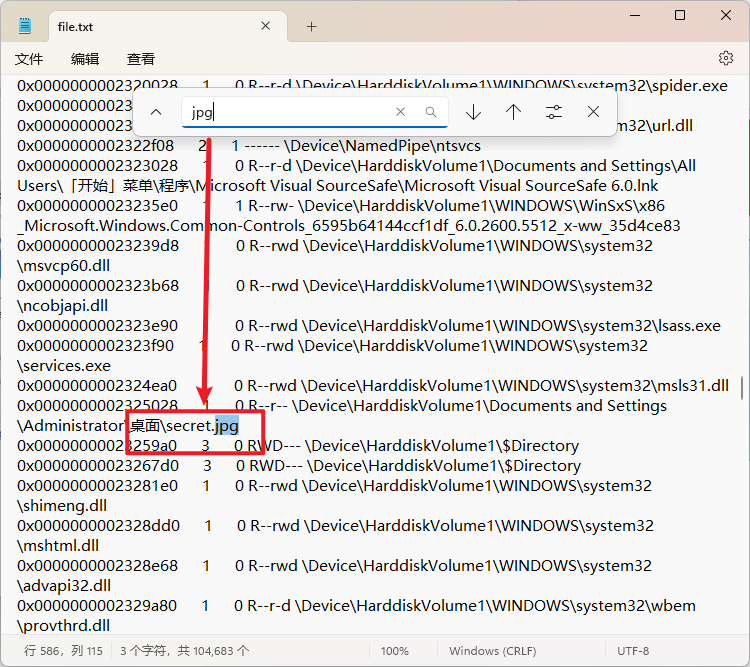 file.txt
文件 编辑 查看
0x0000000002320028 1 0 R--r-d \Device\HarddiskVolume1\WINDOWS\system32\spider.exe
jpg
0x00000000023
m32\url.dll
2322f08 2 1 ------ \Device\NamedPipe\ntsvcs
0x0000000002323028 0 R--r-d \Device\HarddiskVolume1\Documents and Settings\All
Users\「开始」菜单\程序\Microsoft Visual SourceSafe\Microsoft Visual SourceSafe 6.0.lnk
0x00000000023235e0 1 1 R--rw- \Device\HarddiskVolume1\WINDOWS\WinSxS\x86
_Microsoft.Windows.Common-Controls_6595b64144ccf1df_6.0.2600.5512_x-ww_35d4ce83
0x00000000023239d8 1 0 R--rwd \Device\HarddiskVolume1\WINDOWS\system32
\msvcp60.dll
0x0000000002323b68 0 R--rwd \Device\HarddiskVolume1\WINDOWS\system32
\ncobjapi.dll
0x0000000002323e90 0 R--rwd \Device\HarddiskVolume1\WINDOWS\system32\lsass.exe
0x0000000002323f90 1 0 R--rwd \Device\HarddiskVolume1\WINDOWS\system32
\services.exe
0x0000000002324ea0 0 R--rwd \Device\HarddiskVolume1\WINDOWS\system32\msls31.dll
0x0000000002325028 1 0 R--r-- \Device\HarddiskVolume1\Documents and Settings
\Administrator\桌面\secret.jpg
0x00000000023259a0 3 0 RWD--- \Device\HarddiskVolume1\$Directory
0x00000000023267d0 3 0 RWD--- \Device\HarddiskVolume1\$Directory
0x00000000023281e0 1 0 R--rwd \Device\HarddiskVolume1\WINDOWS\system32
\shimeng.dll
0x0000000002328dd0 1 0 R--rwd \Device\HarddiskVolume1\WINDOWS\system32
\mshtml.dll
0x0000000002328e68 1 0 R--rwd \Device\HarddiskVolume1\WINDOWS\system32
\advapi32.dll
0x0000000002329a80 1 0 R--r-d \Device\HarddiskVolume1\WINDOWS\system32\wbem
\provthrd.dll
行 586，列 115 3 个字符，共 104,683 个 100% Windows (CRLF) UTF-8